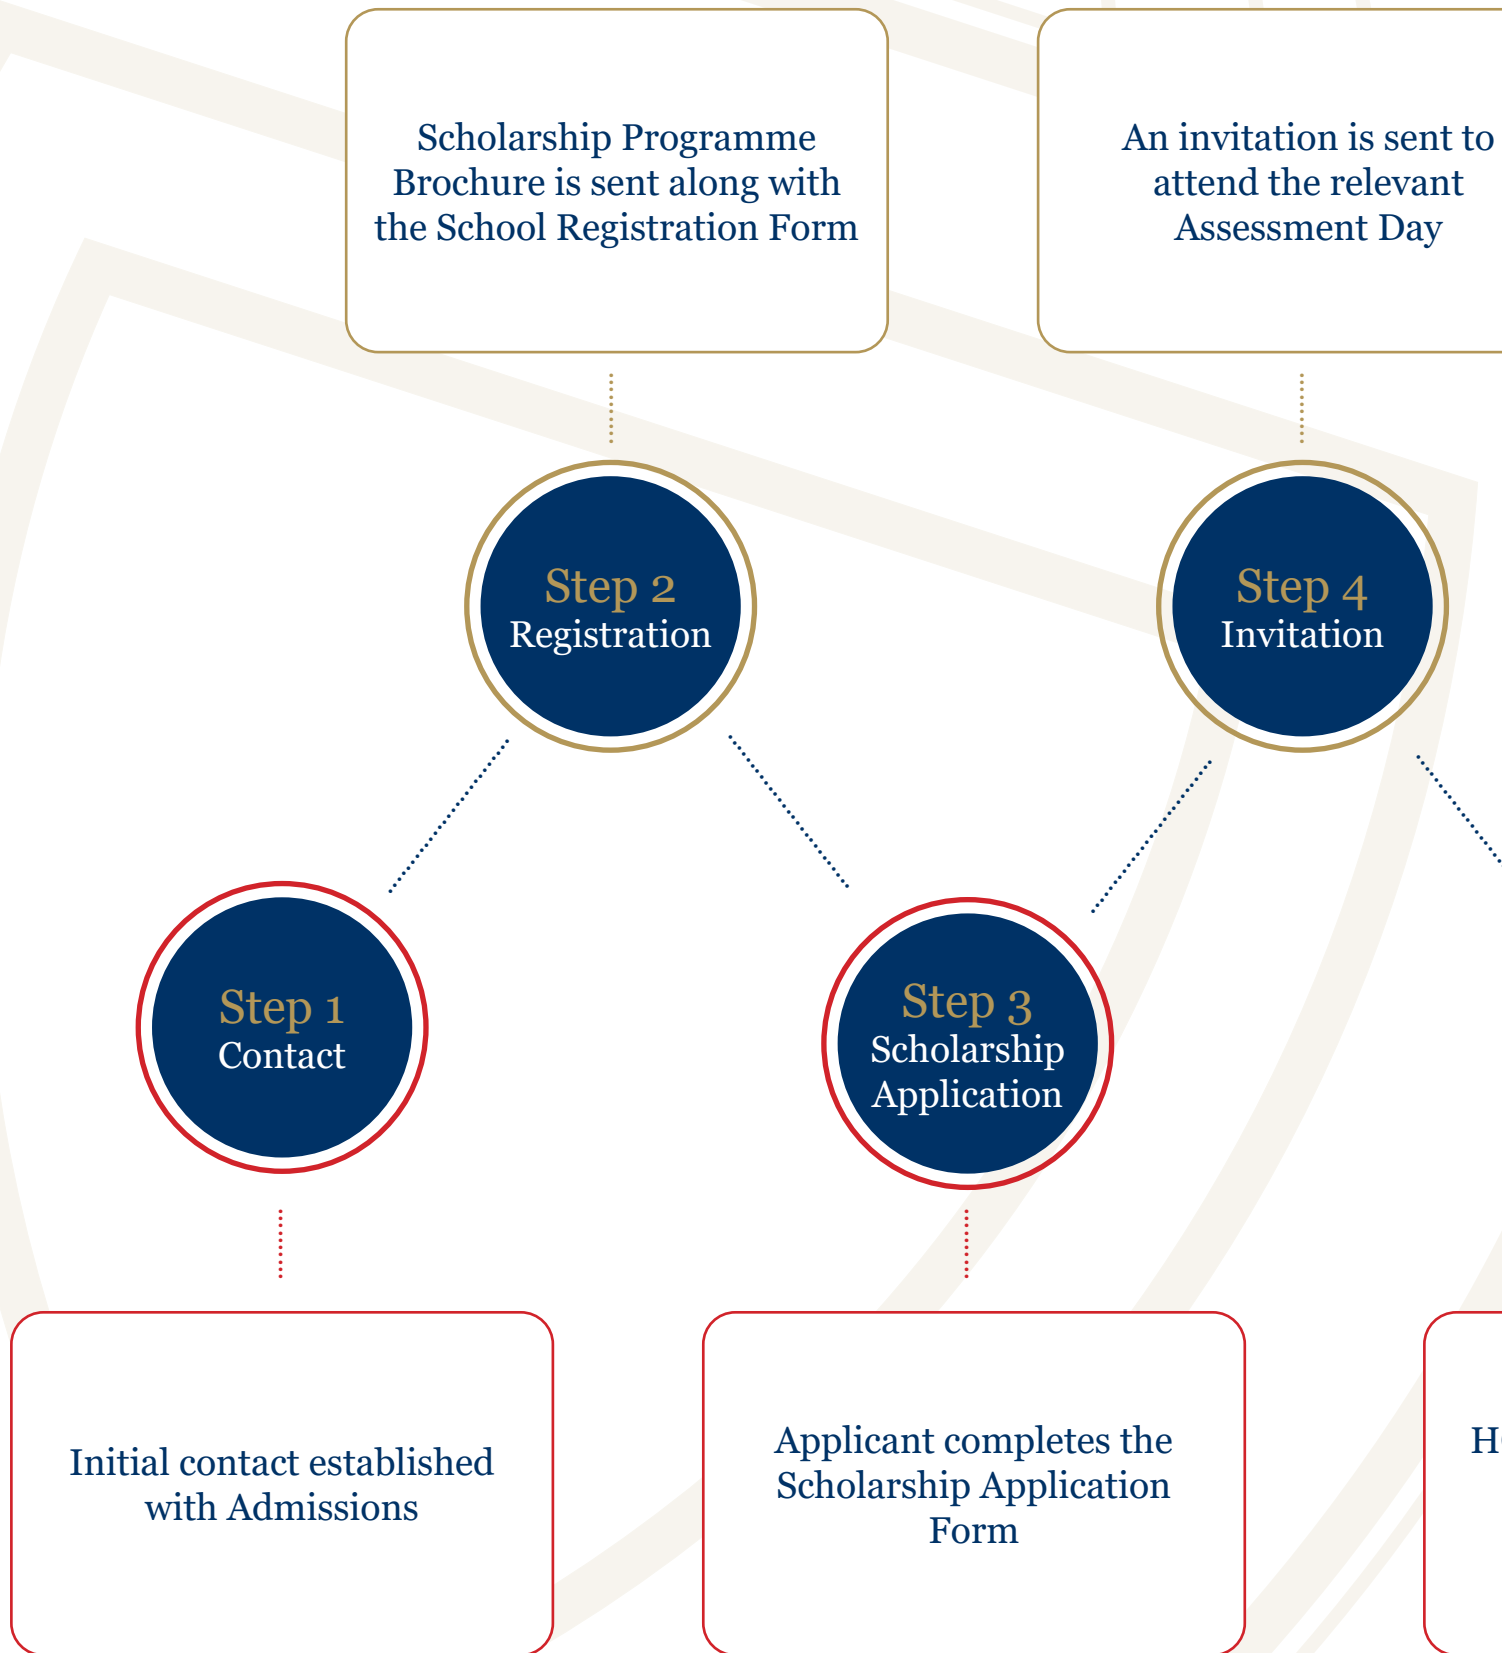 Scholarship Programme
Brochure is sent along with
the School Registration Form
An invitation is sent to
attend the relevant
Assessment Day
Step 2
Registration
Step 4
Invitation
Step 1
Contact
Step 3
Scholarship
Application
Initial contact established
with Admissions
Applicant completes the
Scholarship Application
Form